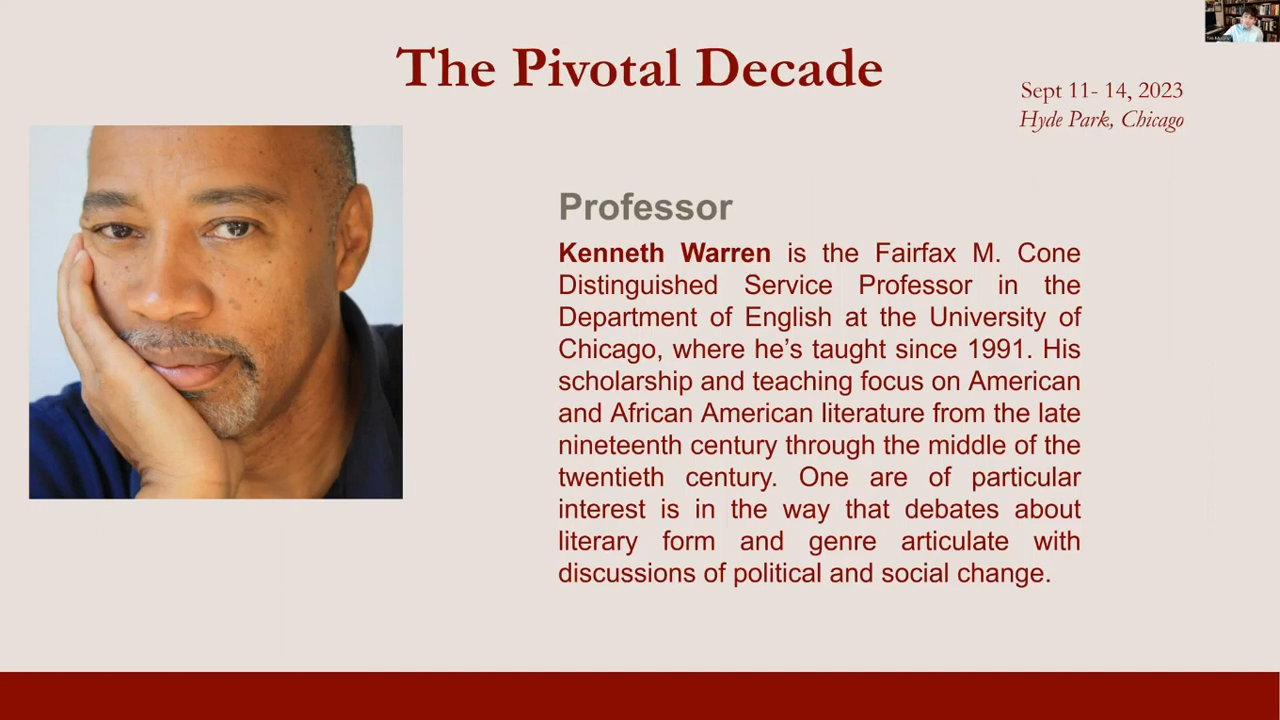 The Pivotal Decade
Sept 11- 14, 2023
Hyde Park, Chicago
Professor
Kenneth Warren is the Fairfax M. Cone
Distinguished Service Professor in the
Department of English at the University of
Chicago, where he's taught since 1991. His
scholarship and teaching focus on American
and African American literature from the late
nineteenth century through the middle of the
twentieth century. One are of particular
interest is in the way that debates about
literary form and genre articulate with
discussions of political and social change.